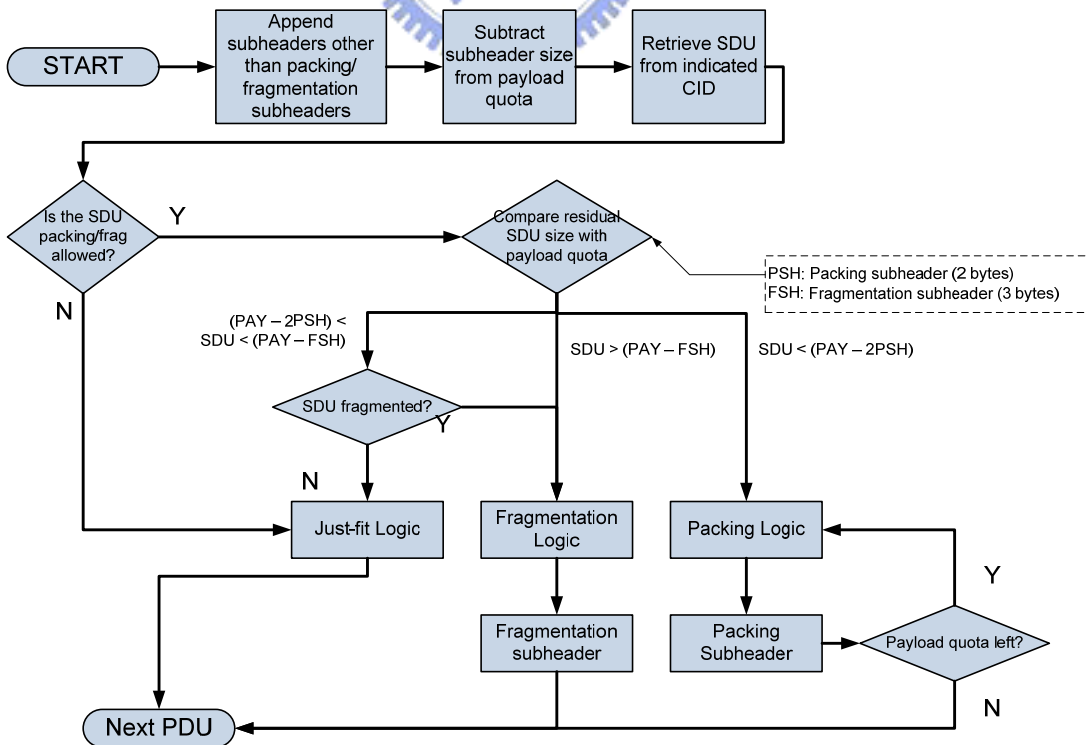 START
Append
subheaders other
than packing/
fragmentation
subheaders
Subtract
subheader size
from payload
quota
Retrieve SDU
from indicated
CID
Is the SDU
packing/frag
allowed?
Y
Compare residual
SDU size with
payload quota
PSH: Packing subheader (2 bytes)
FSH: Fragmentation subheader (3 bytes)
N
(PAY – 2PSH) <
SDU < (PAY – FSH)
SDU > (PAY – FSH)
SDU < (PAY – 2PSH)
SDU fragmented?
Y
N
Just-fit Logic
Fragmentation
Logic
Packing Logic
Y
Fragmentation
subheader
Packing
Subheader
Payload quota left?
N
Next PDU